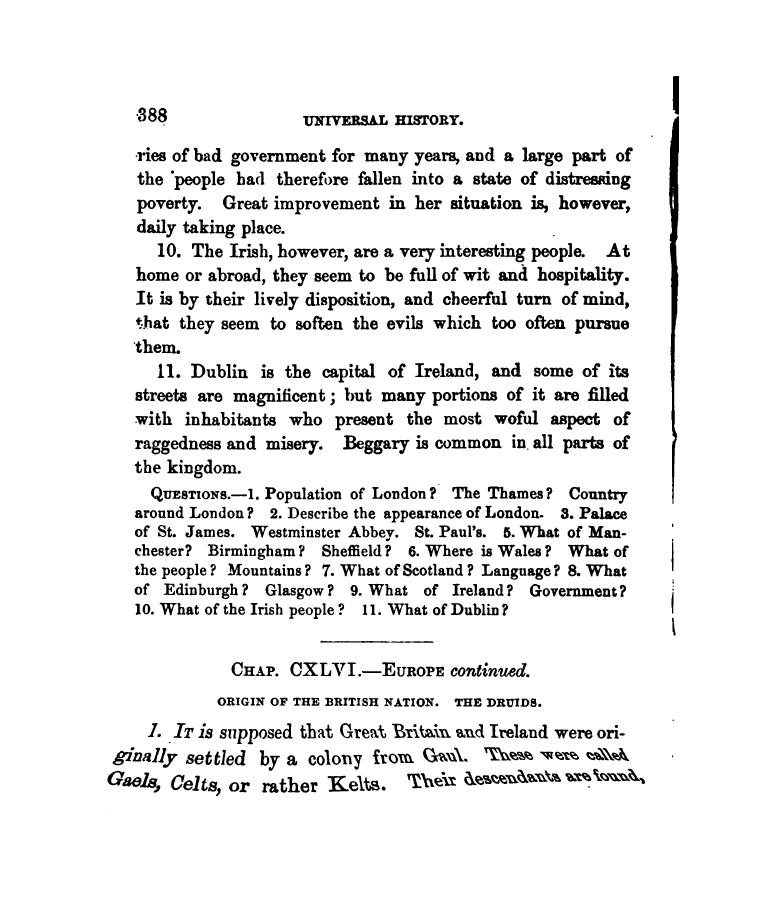 388
UNIVERSAL HISTORY.
ries of bad government for many years, and a large part of
the people had therefore fallen into a state of distressing
poverty. Great improvement in her situation is, however,
daily taking place.
10. The Irish, however, are a very interesting people. At
home or abroad, they seem to be full of wit and hospitality.
It is by their lively disposition, and cheerful turn of mind,
that they seem to soften the evils which too often pursue
them.
11. Dublin is the capital of Ireland, and some of its
streets are magnificent; but many portions of it are filled
with inhabitants who present the most woful aspect of
raggedness and misery. Beggary is common in all parts of
the kingdom.
QUESTIONS.—1. Population of London? The Thames? Country
around London? 2. Describe the appearance of London. 3. Palace
of St. James. Westminster Abbey. St. Paul's. 5. What of Man-
chester? Birmingham? Sheffield? 6. Where is Wales? What of
the people? Mountains? 7. What of Scotland? Language? 8. What
of Edinburgh? Glasgow? 9. What of Ireland? Government?
10. What of the Irish people? 11. What of Dublin?
CHAP. CXLVI.—EUROPE continued.
ORIGIN OF THE BRITISH NATION. THE DRUIDS.
1. IT is supposed that Great Britain and Ireland were ori-
ginally settled by a colony from Gaul. These were called
Gaels, Celts, or rather Kelts. Their descendants are found,